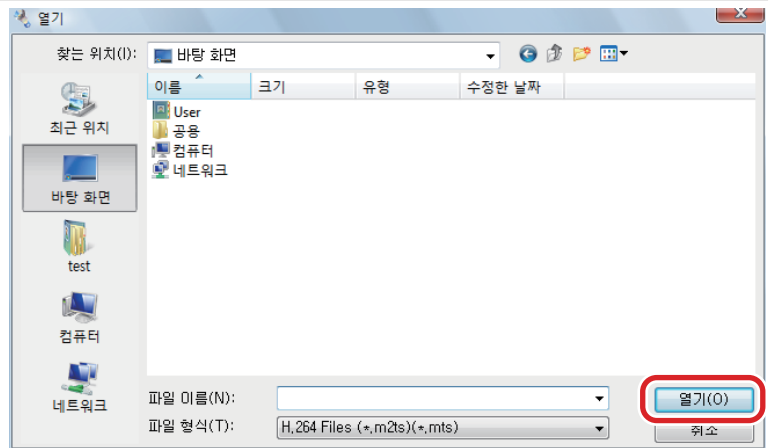 열기
찾는 위치(I): 바탕 화면
이름 크기 유형 수정한 날짜
User
공용
컴퓨터
네트워크
최근 위치
바탕 화면
test
컴퓨터
네트워크
파일 이름(N): 열기(O)
파일 형식(T): H,264 Files (*,m2ts)(*,mts) 취소